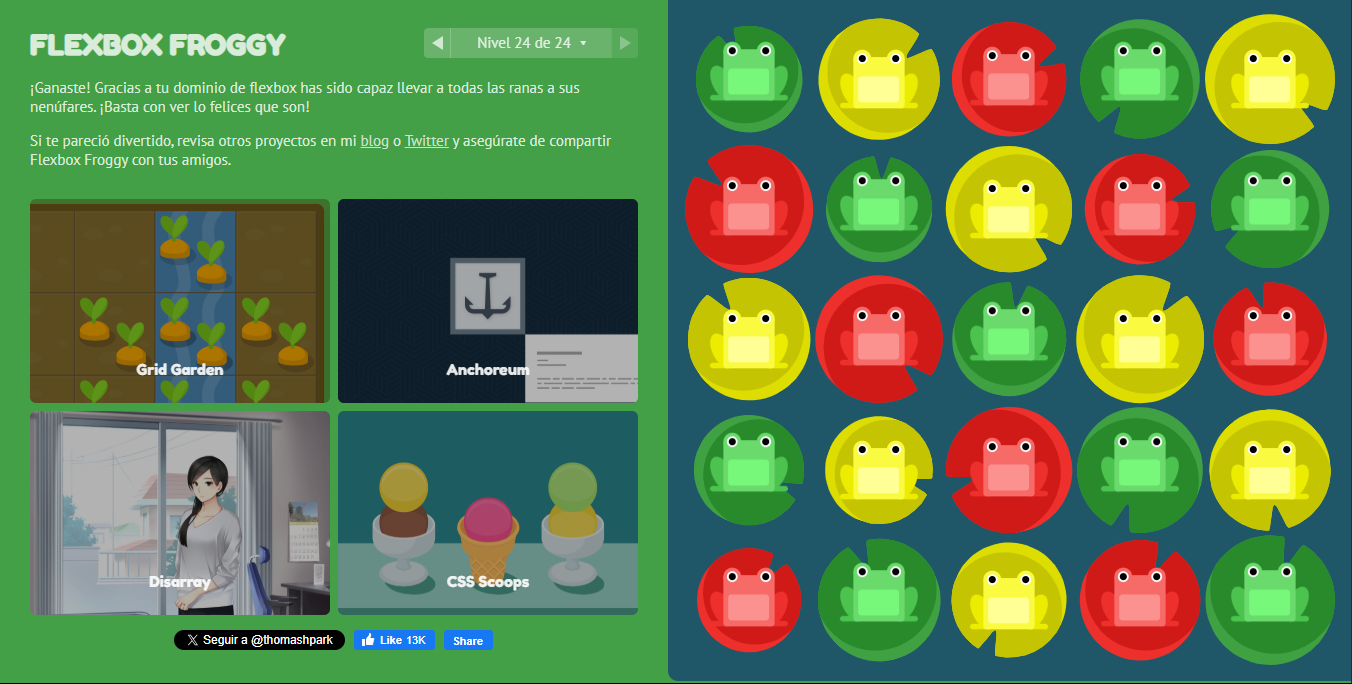 FLEXBOX FROGGY
Nivel 24 de 24
¡Ganaste! Gracias a tu dominio de flexbox has sido capaz llevar a todas las ranas a sus
nenúfares. ¡Basta con ver lo felices que son!
Si te pareció divertido, revisa otros proyectos en mi blog o Twitter y asegúrate de compartir
Flexbox Froggy con tus amigos.
Grid Garden
Anchoreum
Disarray
CSS Scoops
Seguir a @thomashpark
Like 13K
Share